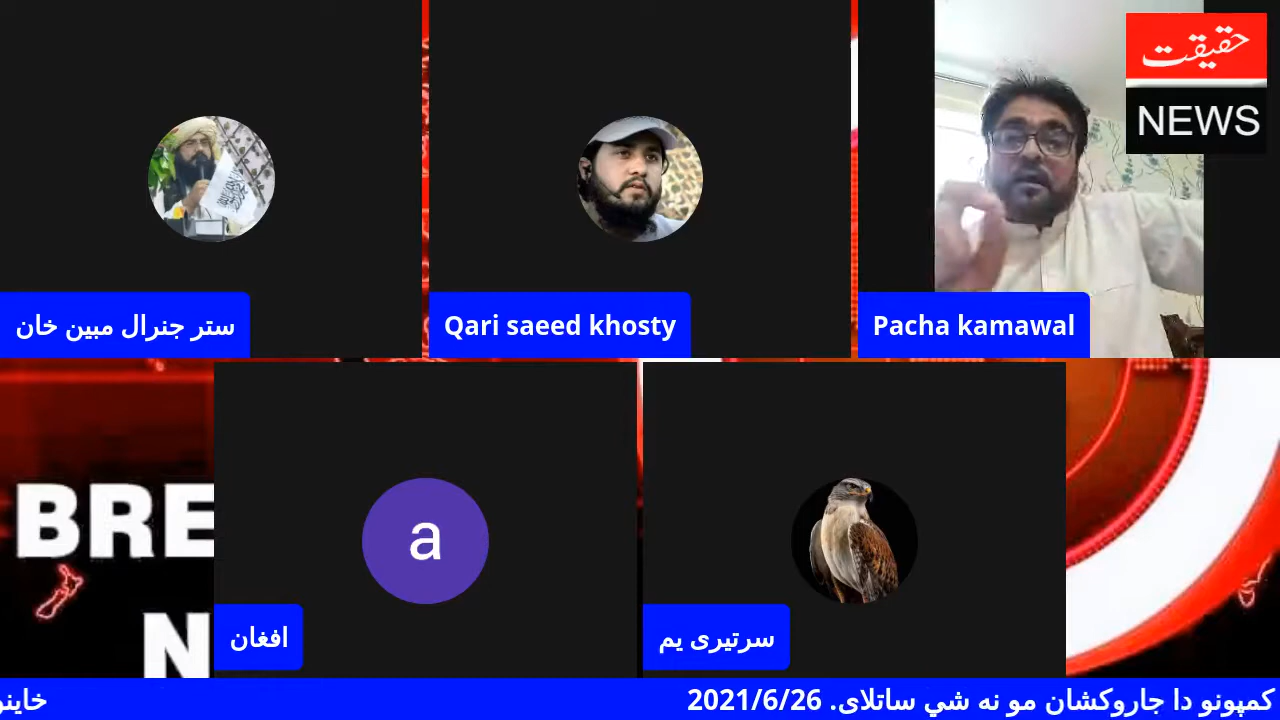 حقیقت
NEWS
ستر جنرال مبین خان
Qari saeed khosty
Pacha kamawal
BRE
N
a
افغان
سرتیری یم
کمپونو دا جاروکشان مو نه شي ساتلای. 2021/6/26
خاینو